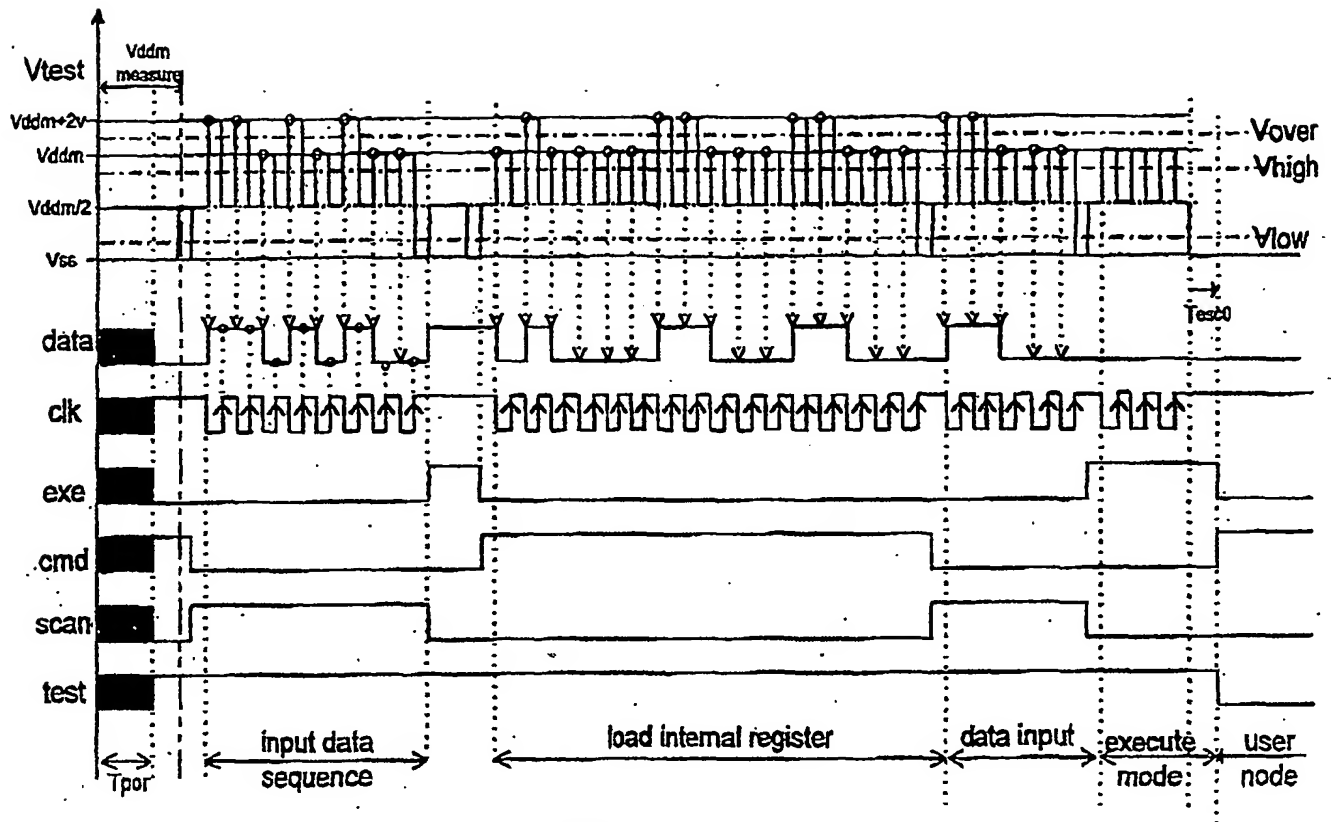 Vtest
Vddm
measure
Vddm+2v
Vover
Vddm
Vhigh
Vddm/2
Vlow
Vss
Tesc0
data
clk
exe
cmd
scan
test
Tpor
input data
sequence
load internal register
data input
execute
mode
user
node